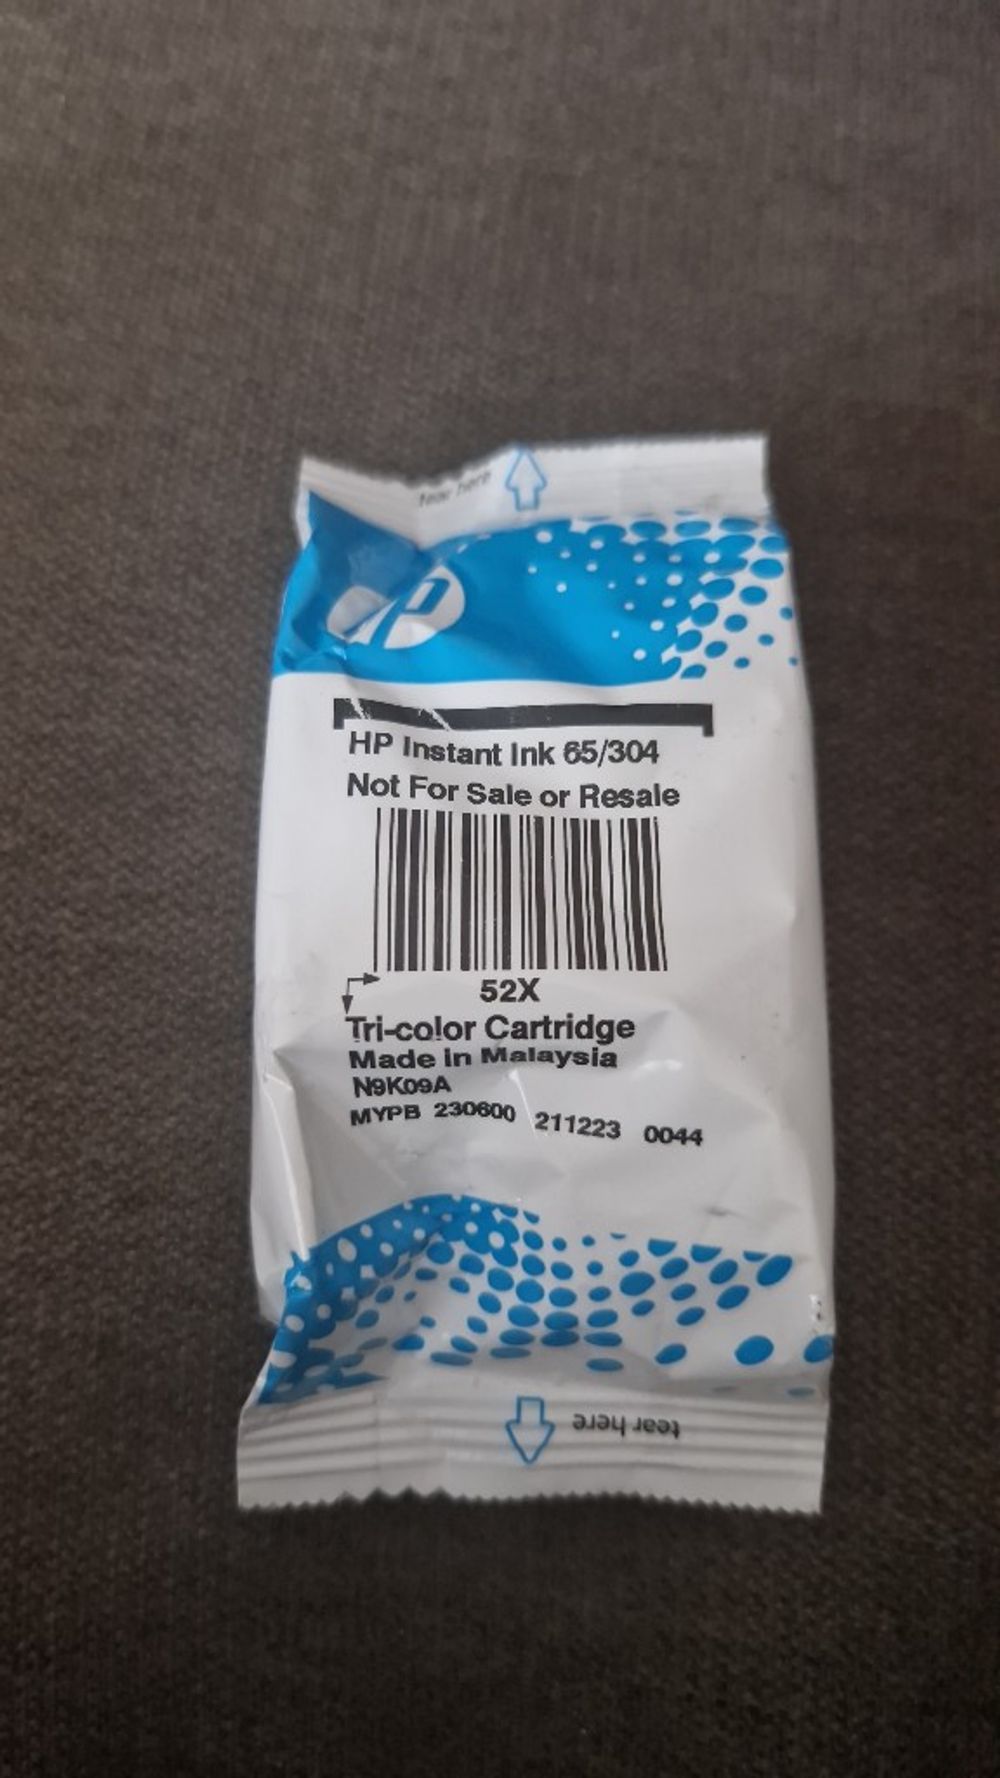 tear here
hp
HP Instant Ink 65/304
Not For Sale or Resale
52X
Tri-color Cartridge
Made in Malaysia
N9K09A
MYPB 230600 211223 0044
tear here